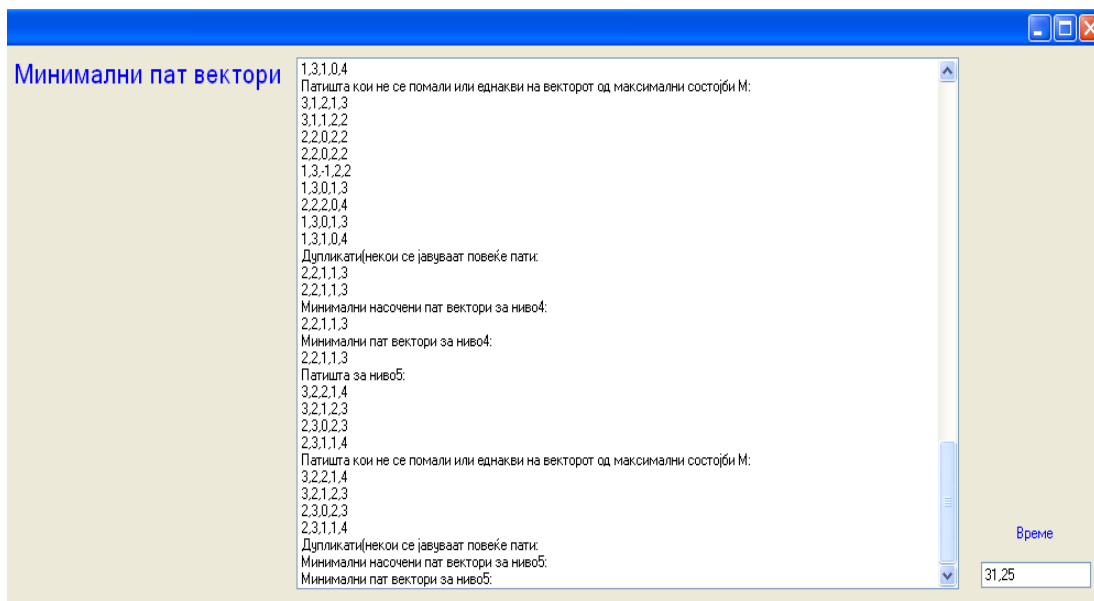 Минимални пат вектори
1,3,1,0,4
Патишта кои не се помали или еднакви на векторот од максимални состојби М:
3,1,2,1,3
3,1,1,2,2
2,2,0,2,2
2,2,0,2,2
1,3,-1,2,2
1,3,0,1,3
2,2,2,0,4
1,3,0,1,3
1,3,1,0,4
Дупликати(некои се јавуваат повеќе пати:
2,2,1,1,3
2,2,1,1,3
Минимални насочени пат вектори за ниво4:
2,2,1,1,3
Минимални пат вектори за ниво4:
2,2,1,1,3
Патишта за ниво5:
3,2,2,1,4
3,2,1,2,3
2,3,0,2,3
2,3,1,1,4
Патишта кои не се помали или еднакви на векторот од максимални состојби М:
3,2,2,1,4
3,2,1,2,3
2,3,0,2,3
2,3,1,1,4
Дупликати(некои се јавуваат повеќе пати:
Минимални насочени пат вектори за ниво5:
Минимални пат вектори за ниво5:
Време
31,25